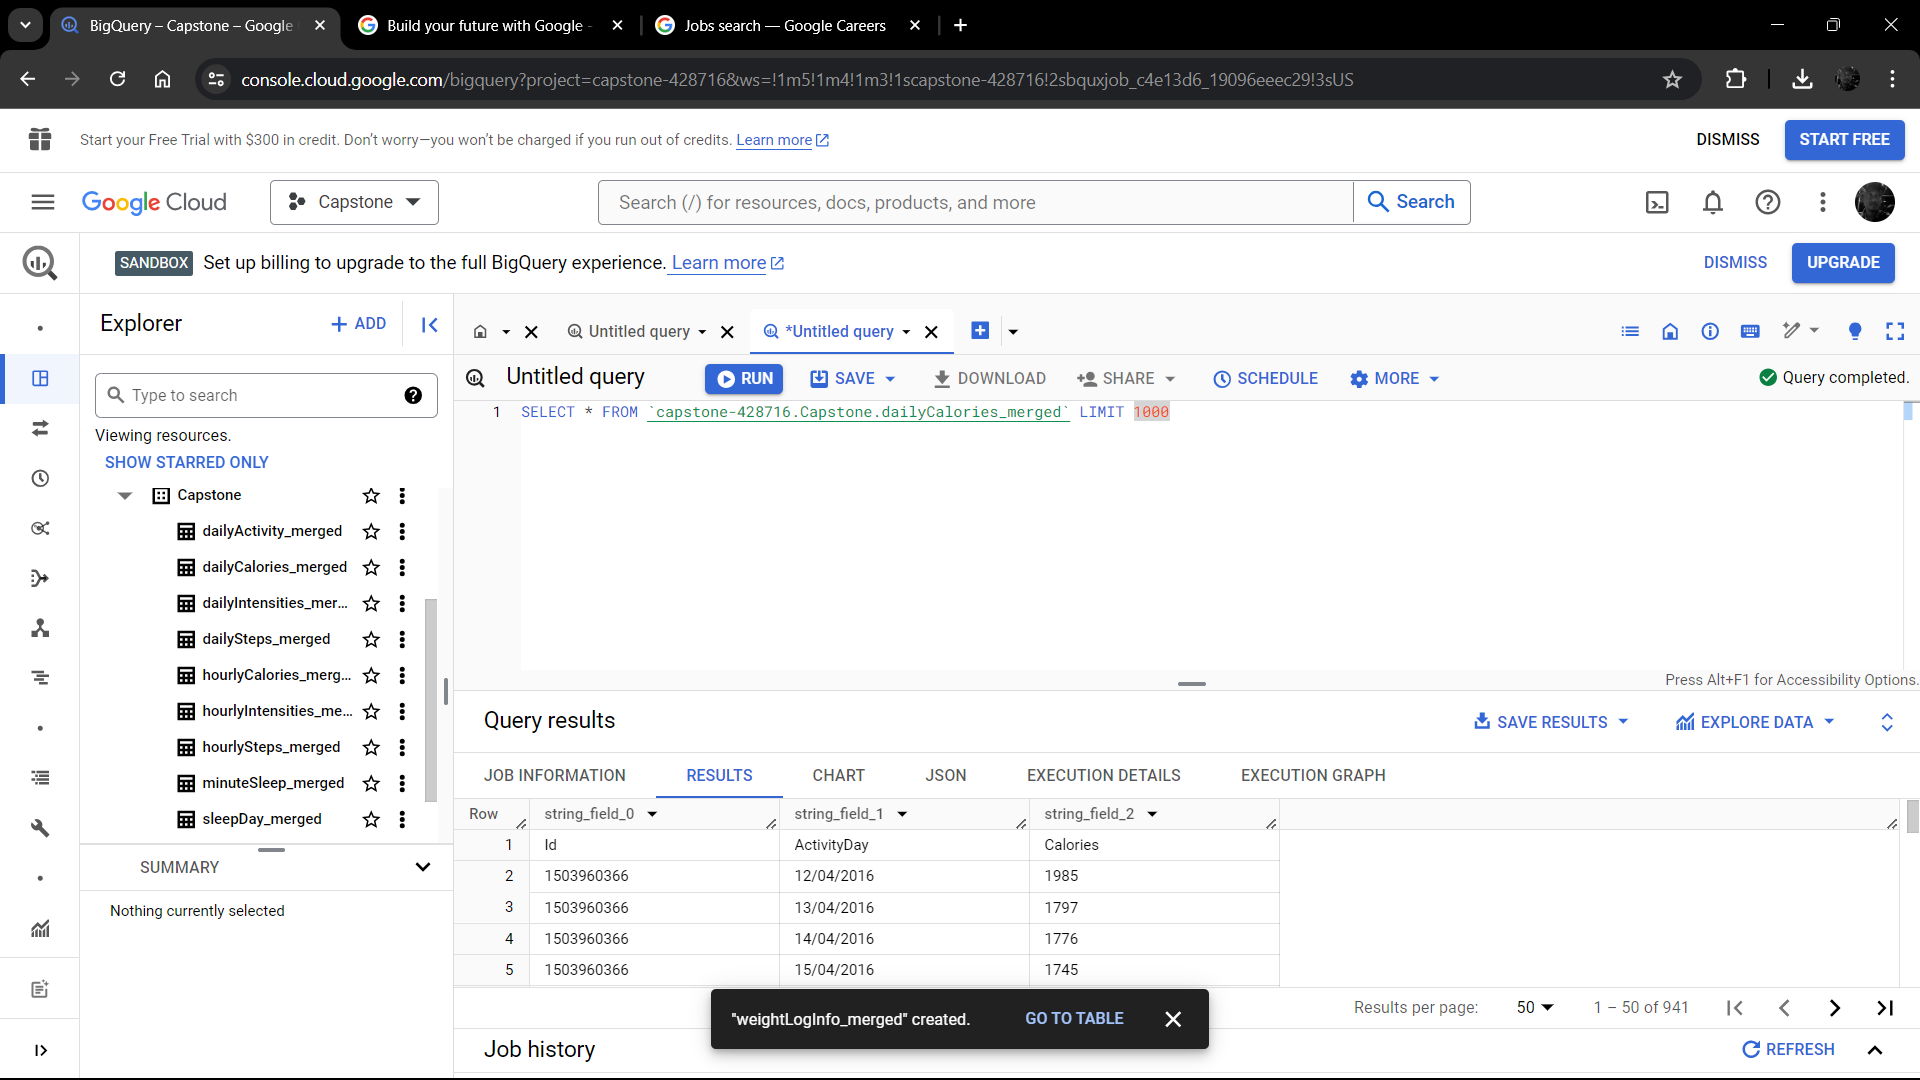 BigQuery – Capstone – Google
Build your future with Google -
Jobs search — Google Careers
console.cloud.google.com/bigquery?project=capstone-428716&ws=!1m5!1m4!1m3!1scapstone-428716!2sbquxjob_c4e13d6_19096eeec29!3sUS
Start your Free Trial with $300 in credit. Don't worry—you won't be charged if you run out of credits. Learn more
DISMISS
START FREE
Google Cloud
Capstone
Search (/) for resources, docs, products, and more
Search
SANDBOX Set up billing to upgrade to the full BigQuery experience. Learn more
DISMISS
UPGRADE
Explorer
+ ADD
Type to search
Viewing resources.
SHOW STARRED ONLY
Capstone
dailyActivity_merged
dailyCalories_merged
dailyIntensities_mer...
dailySteps_merged
hourlyCalories_merg...
hourlyIntensities_me...
hourlySteps_merged
minuteSleep_merged
sleepDay_merged
SUMMARY
Nothing currently selected
Untitled query
*Untitled query
Untitled query
RUN
SAVE
DOWNLOAD
SHARE
SCHEDULE
MORE
Query completed.
1 SELECT * FROM `capstone-428716.Capstone.dailyCalories_merged` LIMIT 1000
Press Alt+F1 for Accessibility Options.
Query results
SAVE RESULTS
EXPLORE DATA
JOB INFORMATION
RESULTS
CHART
JSON
EXECUTION DETAILS
EXECUTION GRAPH
Row string_field_0 string_field_1 string_field_2
1 Id ActivityDay Calories
2 1503960366 12/04/2016 1985
3 1503960366 13/04/2016 1797
4 1503960366 14/04/2016 1776
5 1503960366 15/04/2016 1745
Results per page: 50 1 – 50 of 941
"weightLogInfo_merged" created. GO TO TABLE
Job history
REFRESH